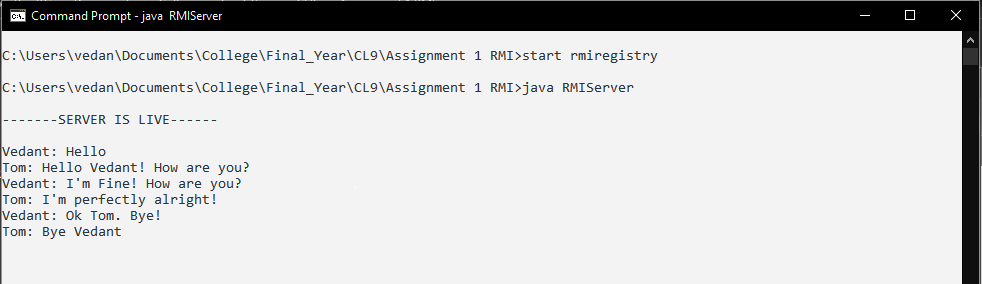 Command Prompt - java RMIServer
C:\Users\vedan\Documents\College\Final_Year\CL9\Assignment 1 RMI>start rmiregistry
C:\Users\vedan\Documents\College\Final_Year\CL9\Assignment 1 RMI>java RMIServer
-------SERVER IS LIVE------
Vedant: Hello
Tom: Hello Vedant! How are you?
Vedant: I'm Fine! How are you?
Tom: I'm perfectly alright!
Vedant: Ok Tom. Bye!
Tom: Bye Vedant